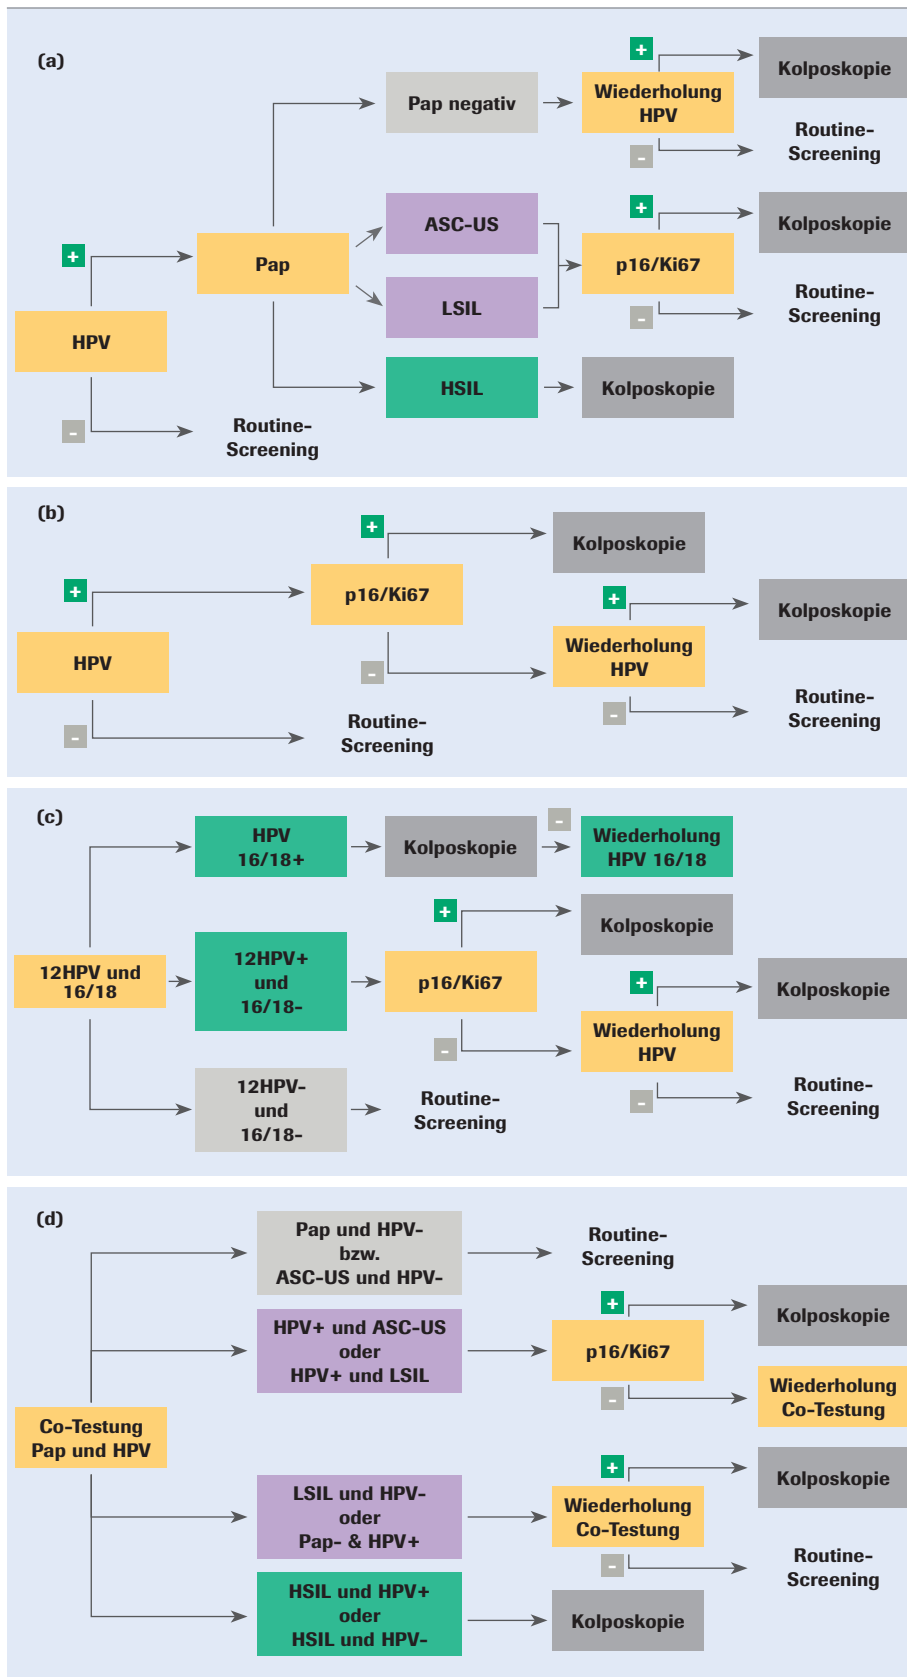 (a)
+
Kolposkopie
Pap negativ
Wiederholung
HPV
-
Routine-
Screening
+
Kolposkopie
ASC-US
+
Pap
p16/Ki67
LSIL
Routine-
Screening
-
HPV
HSIL
Kolposkopie
-
Routine-
Screening
(b)
+
Kolposkopie
+
p16/Ki67
+
Kolposkopie
HPV
Wiederholung
HPV
-
-
Routine-
Screening
-
Routine-
Screening
(c)
HPV
16/18+
Kolposkopie
-
Wiederholung
HPV 16/18
+
Kolposkopie
12HPV und
16/18
12HPV+
und
16/18-
p16/Ki67
+
Kolposkopie
-
Wiederholung
HPV
12HPV-
und
16/18-
Routine-
Screening
-
Routine-
Screening
(d)
Pap und HPV-
bzw.
ASC-US und HPV-
Routine-
Screening
+
Kolposkopie
HPV+ und ASC-US
oder
HPV+ und LSIL
p16/Ki67
-
Wiederholung
Co-Testung
Co-Testung
Pap und HPV
+
Kolposkopie
LSIL und HPV-
oder
Pap- & HPV+
Wiederholung
Co-Testung
-
Routine-
Screening
HSIL und HPV+
oder
HSIL und HPV-
Kolposkopie